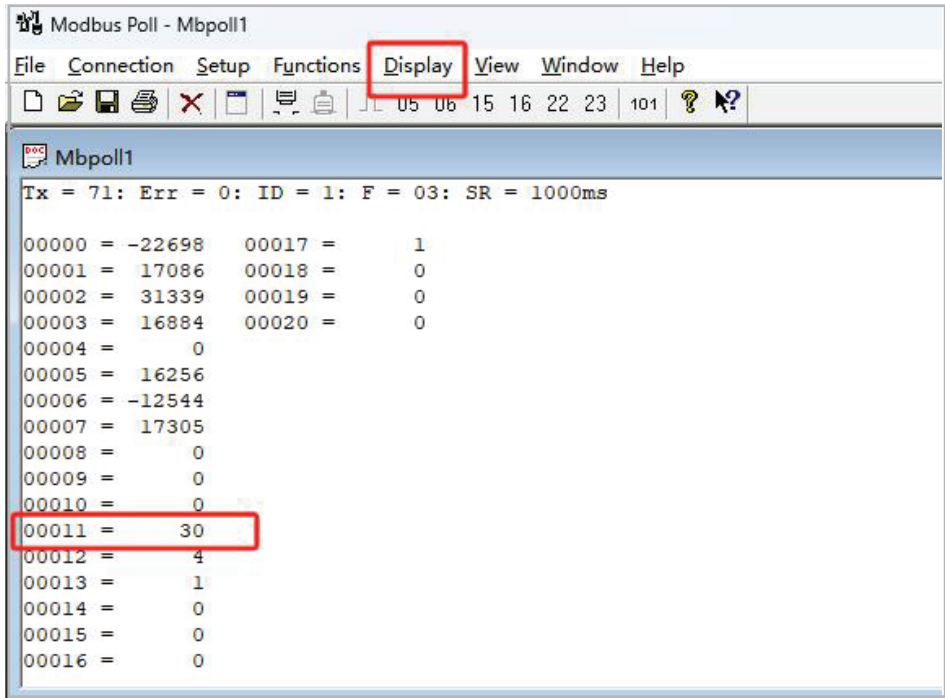 Modbus Poll - Mbpoll1
File Connection Setup Functions Display View Window Help
05 06 15 16 22 23 101
Mbpoll1
Tx = 71: Err = 0: ID = 1: F = 03: SR = 1000ms
00000 = -22698 00017 = 1
00001 = 17086 00018 = 0
00002 = 31339 00019 = 0
00003 = 16884 00020 = 0
00004 = 0
00005 = 16256
00006 = -12544
00007 = 17305
00008 = 0
00009 = 0
00010 = 0
00011 = 30
00012 = 4
00013 = 1
00014 = 0
00015 = 0
00016 = 0